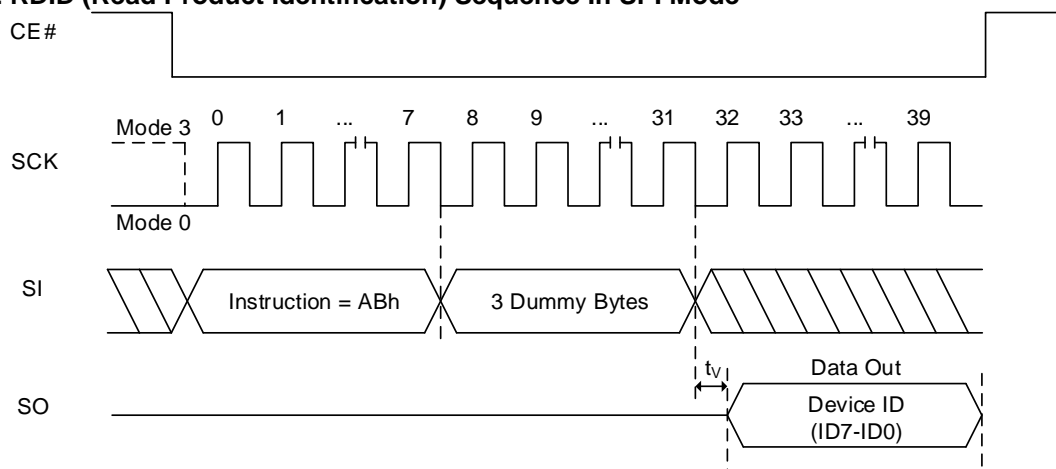 RDID (Read Product Identification) Sequence In SPI Mode
CE#
Mode 3
0 1 ... 7 8 9 ... 31 32 33 ... 39
SCK
Mode 0
SI
Instruction = ABh
3 Dummy Bytes
tV
Data Out
SO
Device ID
(ID7-ID0)